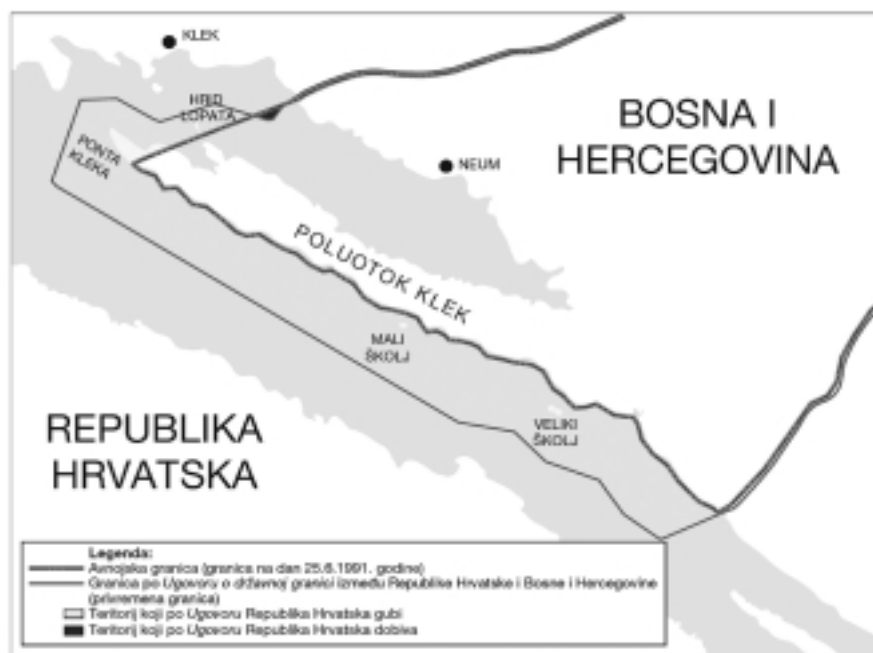 KLEK
HRID
LOPATA
BOSNA I
HERCEGOVINA
PONTA
KLEKA
NEUM
POLUOTOK KLEK
MALI
ŠKOLJ
VELIKI
ŠKOLJ
REPUBLIKA
HRVATSKA
Legenda:
Avnojska granica (granica na dan 25.6.1991. godine)
Granica po Ugovoru o državnoj granici između Republike Hrvatske i Bosne i Hercegovine
(privremena granica)
Teritorij koji po Ugovoru Republika Hrvatska gubi
Teritorij koji po Ugovoru Republika Hrvatska dobiva